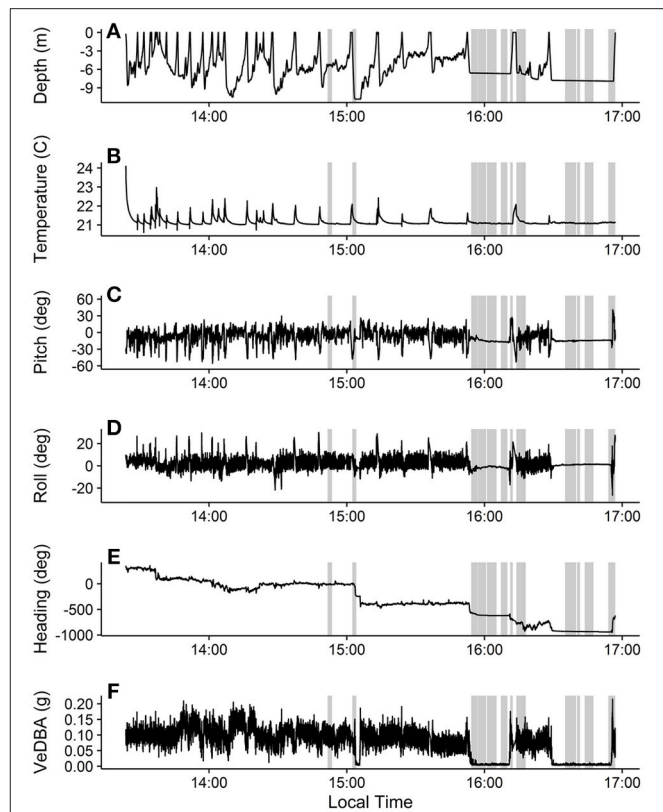 A
Depth (m)
0
-3
-6
-9
14:00 15:00 16:00 17:00
B
Temperature (C)
24
23
22
21
14:00 15:00 16:00 17:00
C
Pitch (deg)
60
30
0
-30
-60
14:00 15:00 16:00 17:00
D
Roll (deg)
20
0
-20
14:00 15:00 16:00 17:00
E
Heading (deg)
0
-500
-1000
14:00 15:00 16:00 17:00
F
VeDBA (g)
0.20
0.15
0.10
0.05
0.00
14:00 15:00 16:00 17:00
Local Time